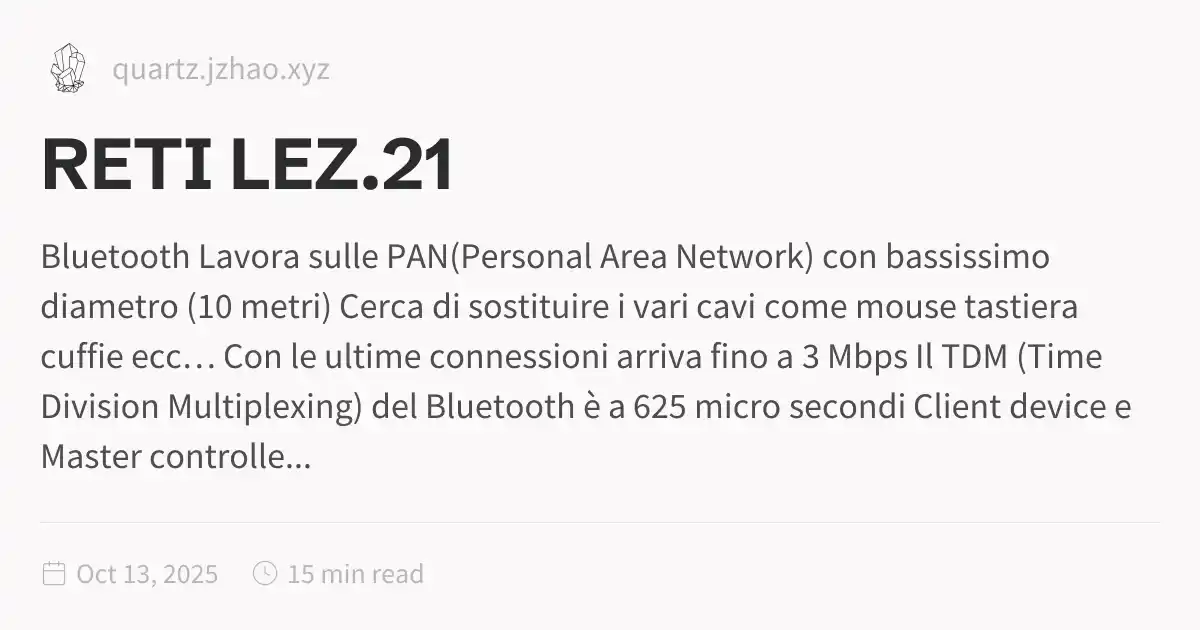 quartz.jzhao.xyz
RETI LEZ.21
Bluetooth Lavora sulle PAN(Personal Area Network) con bassissimo
diametro (10 metri) Cerca di sostituire i vari cavi come mouse tastiera
cuffie ecc… Con le ultime connessioni arriva fino a 3 Mbps Il TDM (Time
Division Multiplexing) del Bluetooth è a 625 micro secondi Client device e
Master controlle...
Oct 13, 2025 15 min read